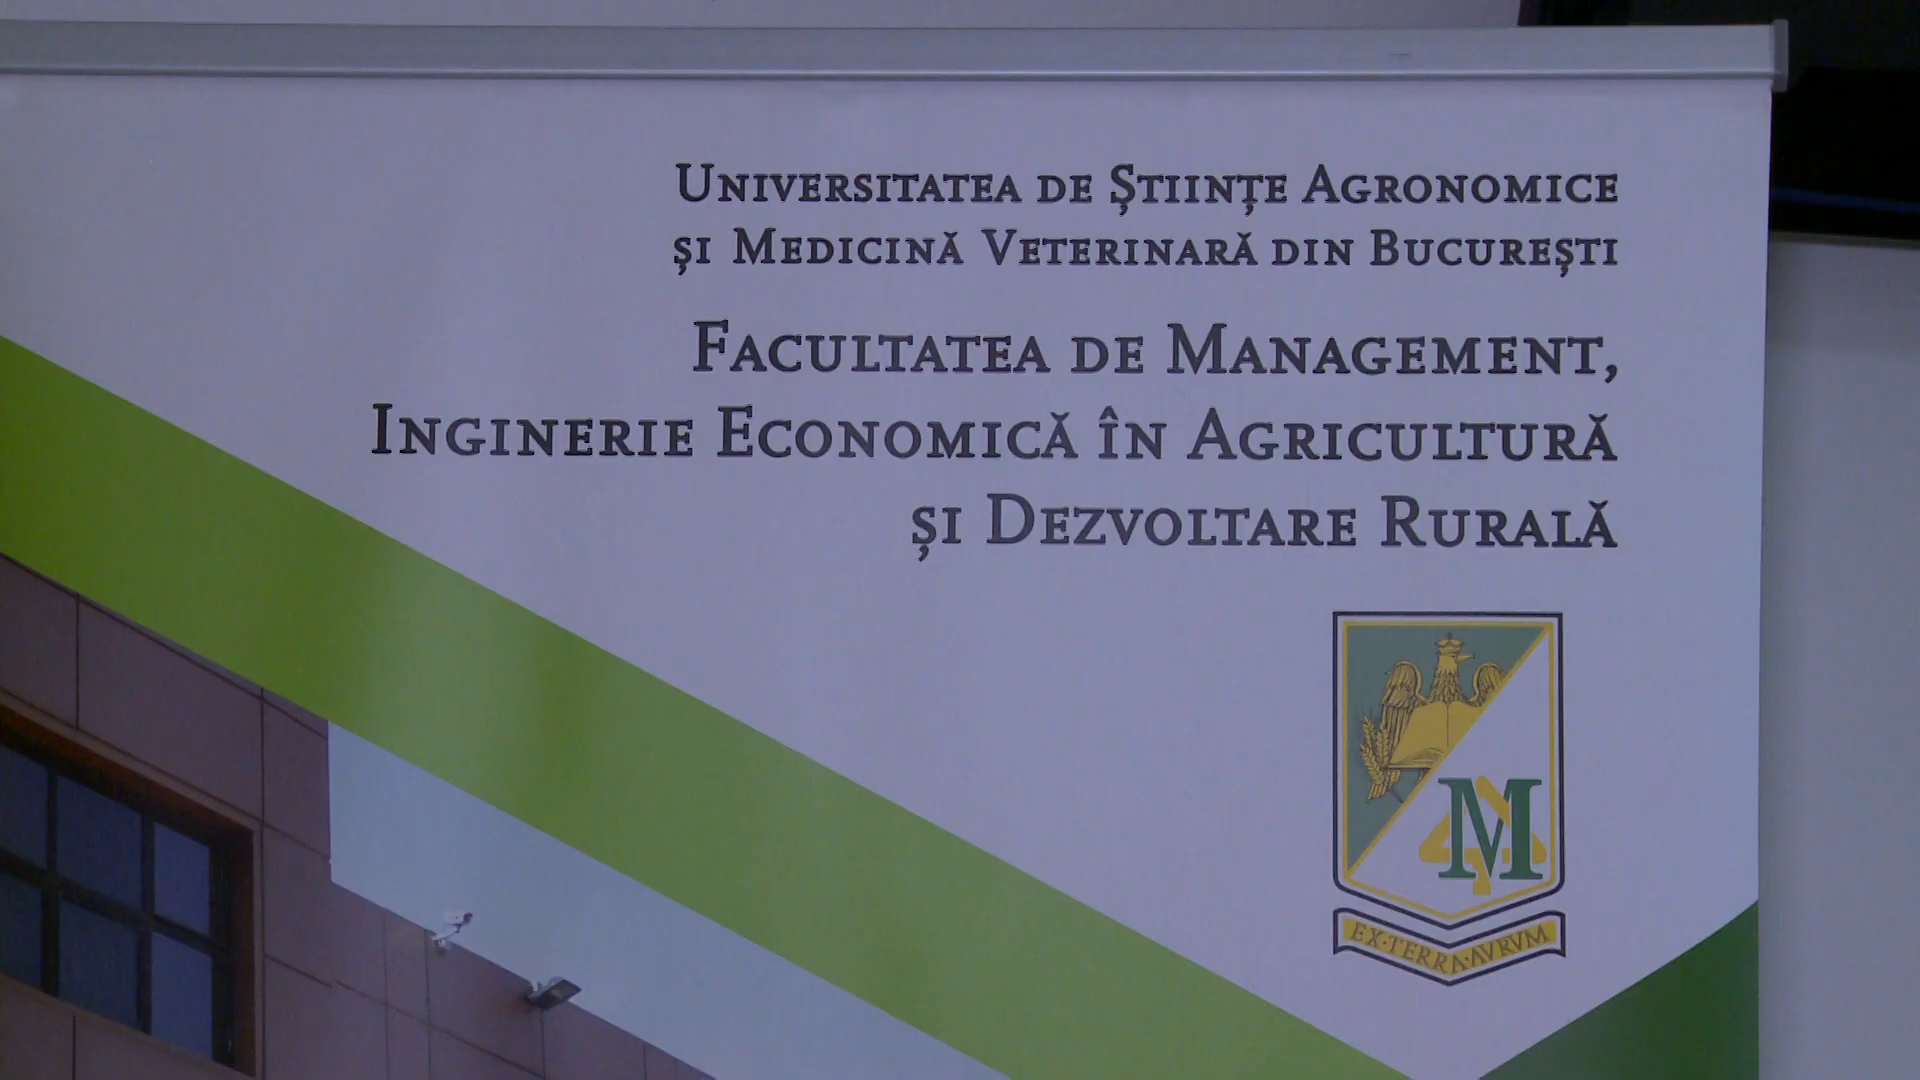 Universitatea de Științe Agronomice
și Medicină Veterinară din București
Facultatea de Management,
Inginerie Economică în Agricultură
și Dezvoltare Rurală
M
EX·TERRA·AVRVM